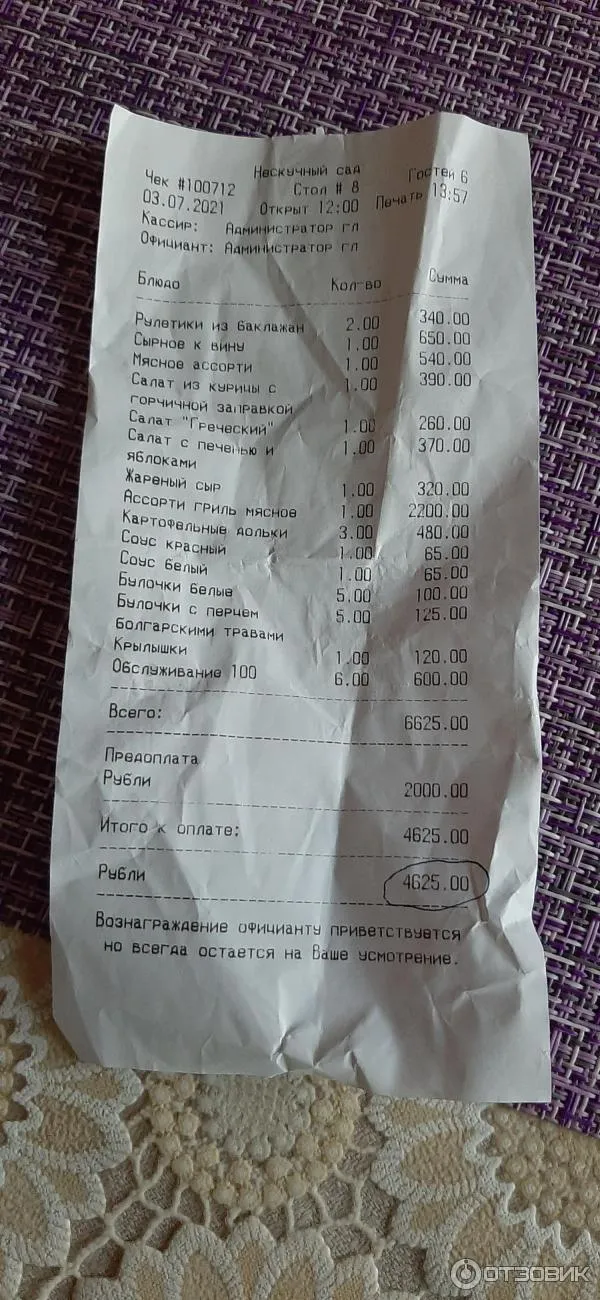 Нескучный сад
Чек #100712 Стол # 8 Гостей 6
03.07.2021 Открыт 12:00 Печать 13:57
Кассир: Администратор гл
Официант: Администратор гл
Блюдо Кол-во Сумма
Рулетики из баклажан 2.00 340.00
Сырное к вину 1.00 650.00
Мясное ассорти 1.00 540.00
Салат из курицы с 1.00 390.00
горчичной заправкой
Салат "Греческий" 1.00 260.00
Салат с печенью и 1.00 370.00
яблоками
Жареный сыр 1.00 320.00
Ассорти гриль мясное 1.00 2200.00
Картофельные дольки 3.00 480.00
Соус красный 1.00 65.00
Соус белый 1.00 65.00
Булочки белые 5.00 100.00
Булочки с перцем 5.00 125.00
болгарскими травами
Крылышки 1.00 120.00
Обслуживание 100 6.00 600.00
Всего: 6625.00
Предоплата
Рубли 2000.00
Итого к оплате: 4625.00
Рубли 4625.00
Вознаграждение официанту приветствуется
но всегда остается на Ваше усмотрение.
ОТЗОВИК